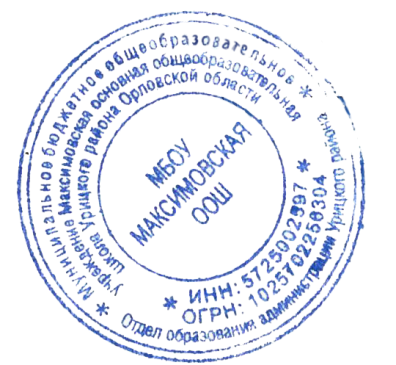 * Муниципальное бюджетное общеобразовательное *
учреждение Максимовская основная общеобразовательная
школа Урицкого района Орловской области
Отдел образования администрации Урицкого района
* ИНН: 5725002397 *
ОГРН: 1025702256304
МБОУ
МАКСИМОВСКАЯ
ООШ